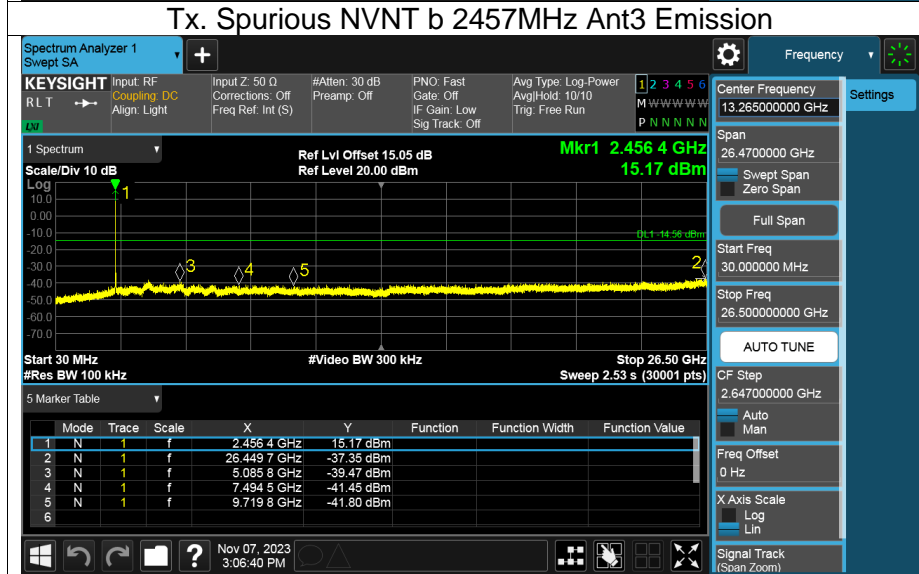 Tx. Spurious NVNT b 2457MHz Ant3 Emission
Spectrum Analyzer 1
Swept SA
+
Frequency
KEYSIGHT
RLT
LXI
Input: RF
Coupling: DC
Align: Light
Input Z: 50 Ω
Corrections: Off
Freq Ref: Int (S)
#Atten: 30 dB
Preamp: Off
PNO: Fast
Gate: Off
IF Gain: Low
Sig Track: Off
Avg Type: Log-Power
Avg|Hold: 10/10
Trig: Free Run
1 2 3 4 5 6
M W W W W W
P N N N N N
1 Spectrum
Scale/Div 10 dB
Ref Lvl Offset 15.05 dB
Ref Level 20.00 dBm
Mkr1 2.456 4 GHz
15.17 dBm
Log
10.0
0.00
-10.0
-20.0
-30.0
-40.0
-50.0
-60.0
-70.0
1
DL1 -14.56 dBm
3
4
5
2
Start 30 MHz
#Res BW 100 kHz
#Video BW 300 kHz
Stop 26.50 GHz
Sweep 2.53 s (30001 pts)
5 Marker Table
Mode Trace Scale X Y Function Function Width Function Value
1 N 1 f 2.456 4 GHz 15.17 dBm
2 N 1 f 26.449 7 GHz -37.35 dBm
3 N 1 f 5.085 8 GHz -39.47 dBm
4 N 1 f 7.494 5 GHz -41.45 dBm
5 N 1 f 9.719 8 GHz -41.80 dBm
6
?
Nov 07, 2023
3:06:40 PM
Center Frequency
13.265000000 GHz
Settings
Span
26.4700000 GHz
Swept Span
Zero Span
Full Span
Start Freq
30.000000 MHz
Stop Freq
26.500000000 GHz
AUTO TUNE
CF Step
2.647000000 GHz
Auto
Man
Freq Offset
0 Hz
X Axis Scale
Log
Lin
Signal Track
(Span Zoom)